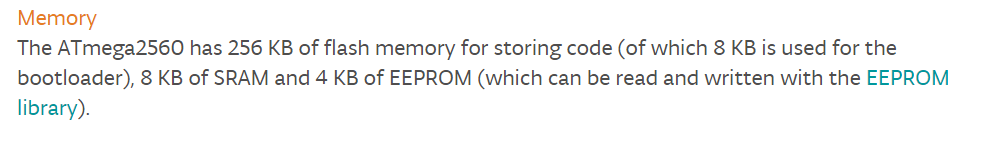 Memory
The ATmega2560 has 256 KB of flash memory for storing code (of which 8 KB is used for the
bootloader), 8 KB of SRAM and 4 KB of EEPROM (which can be read and written with the EEPROM
library).